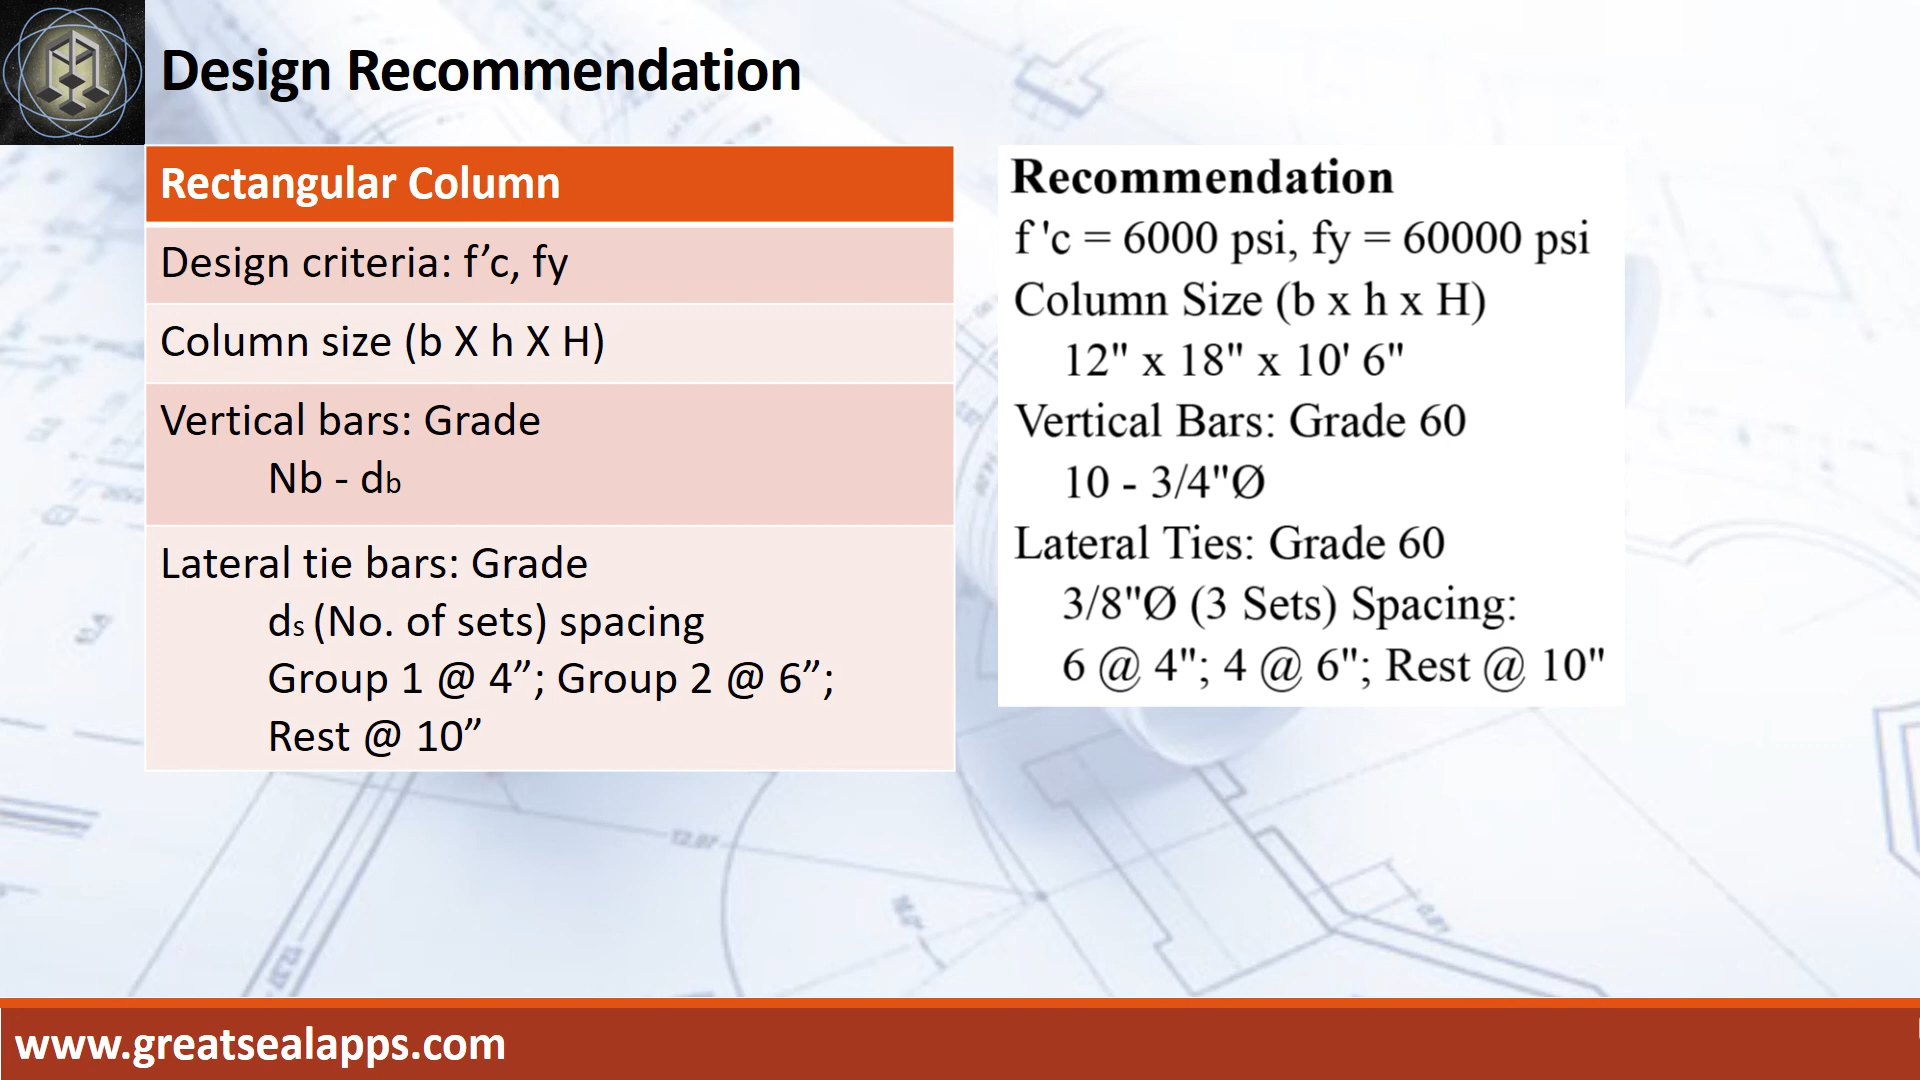 Design Recommendation
Rectangular Column
Design criteria: f’c, fy
Column size (b X h X H)
Vertical bars: Grade
Nb - db
Lateral tie bars: Grade
ds (No. of sets) spacing
Group 1 @ 4”; Group 2 @ 6”;
Rest @ 10”
Recommendation
f 'c = 6000 psi, fy = 60000 psi
Column Size (b x h x H)
12" x 18" x 10' 6"
Vertical Bars: Grade 60
10 - 3/4"Ø
Lateral Ties: Grade 60
3/8"Ø (3 Sets) Spacing:
6 @ 4"; 4 @ 6"; Rest @ 10"
www.greatsealapps.com